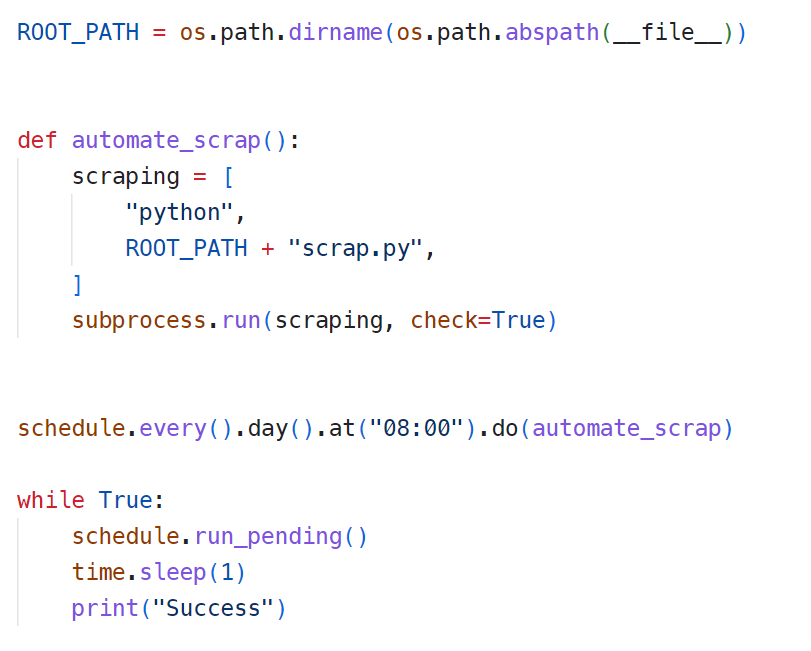 ROOT_PATH = os.path.dirname(os.path.abspath(__file__))
def automate_scrap():
    scraping = [
        "python",
        ROOT_PATH + "scrap.py",
    ]
    subprocess.run(scraping, check=True)
schedule.every().day().at("08:00").do(automate_scrap)
while True:
    schedule.run_pending()
    time.sleep(1)
    print("Success")